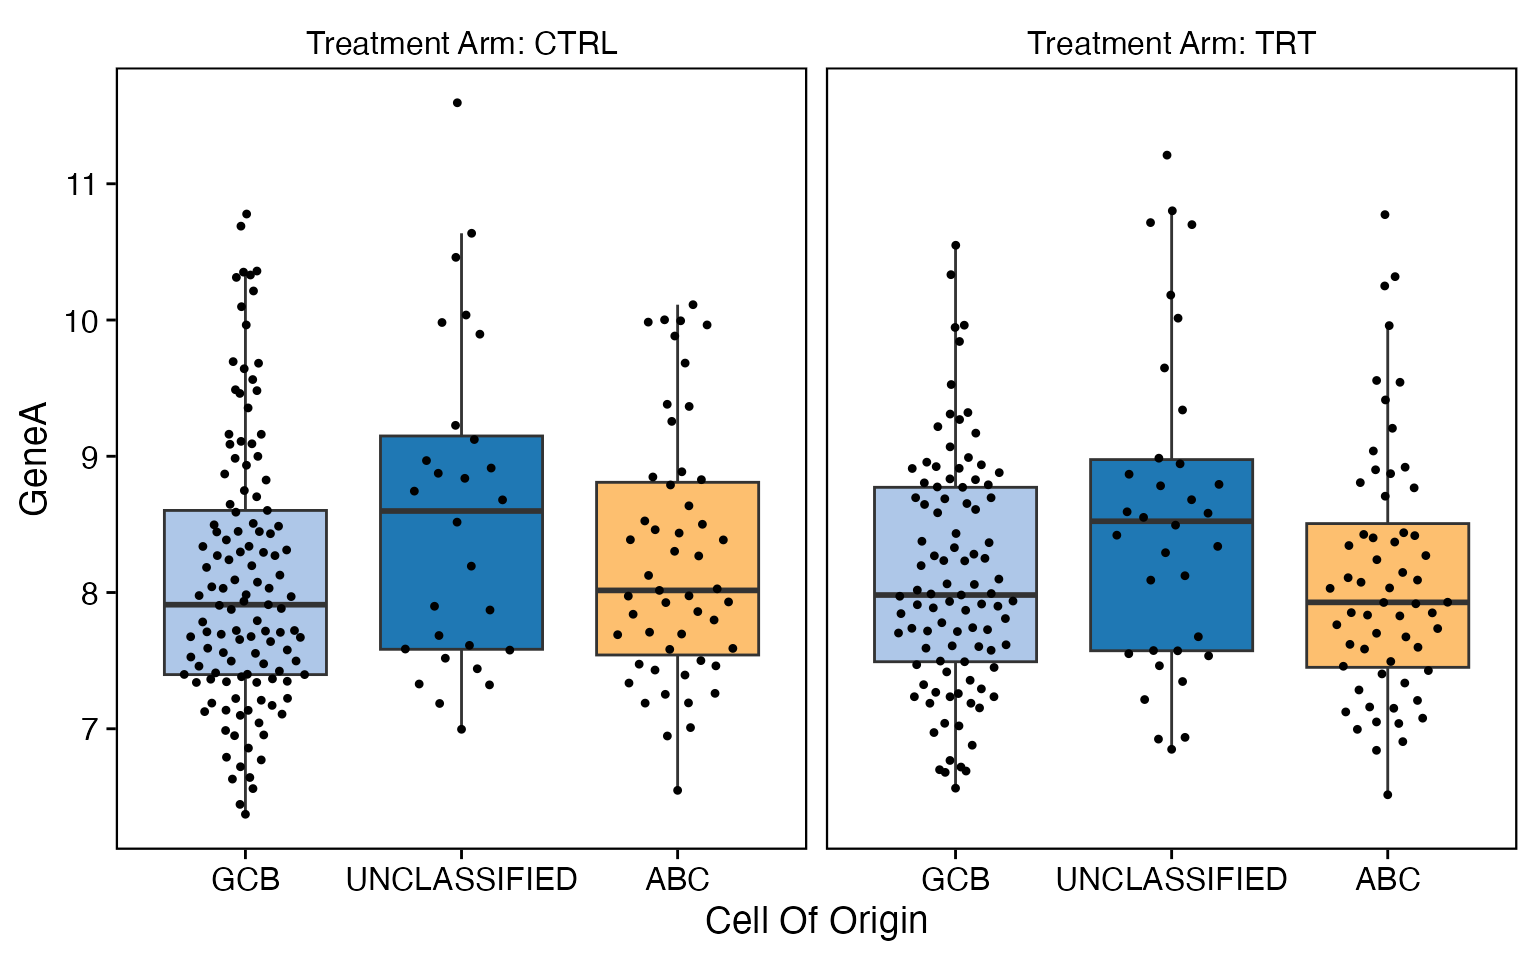 Treatment Arm: CTRL
Treatment Arm: TRT
11
10
9
8
7
GeneA
GCB
UNCLASSIFIED
ABC
GCB
UNCLASSIFIED
ABC
Cell Of Origin